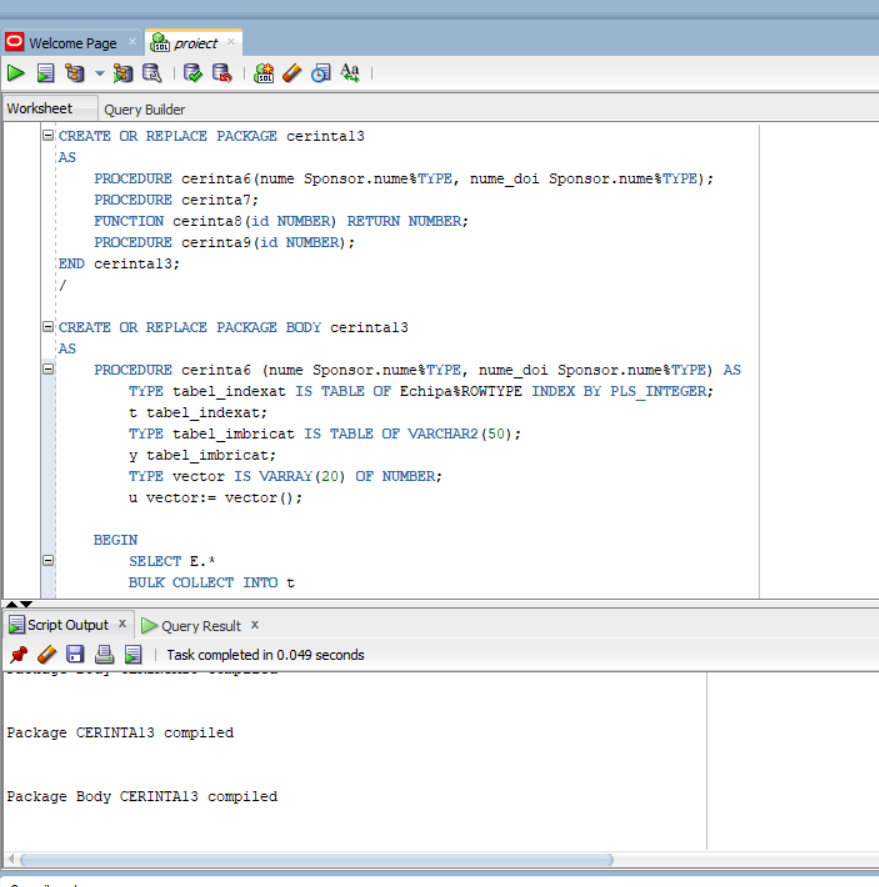 Welcome Page
proiect
Worksheet
Query Builder
CREATE OR REPLACE PACKAGE cerinta13
AS
PROCEDURE cerinta6(nume Sponsor.nume%TYPE, nume_doi Sponsor.nume%TYPE);
PROCEDURE cerinta7;
FUNCTION cerinta8(id NUMBER) RETURN NUMBER;
PROCEDURE cerinta9(id NUMBER);
END cerinta13;
/
CREATE OR REPLACE PACKAGE BODY cerinta13
AS
PROCEDURE cerinta6 (nume Sponsor.nume%TYPE, nume_doi Sponsor.nume%TYPE) AS
TYPE tabel_indexat IS TABLE OF Echipa%ROWTYPE INDEX BY PLS_INTEGER;
t tabel_indexat;
TYPE tabel_imbricat IS TABLE OF VARCHAR2(50);
y tabel_imbricat;
TYPE vector IS VARRAY(20) OF NUMBER;
u vector:= vector();
BEGIN
SELECT E.*
BULK COLLECT INTO t
Script Output x
Query Result x
Task completed in 0.049 seconds
Package CERINTA13 compiled
Package Body CERINTA13 compiled